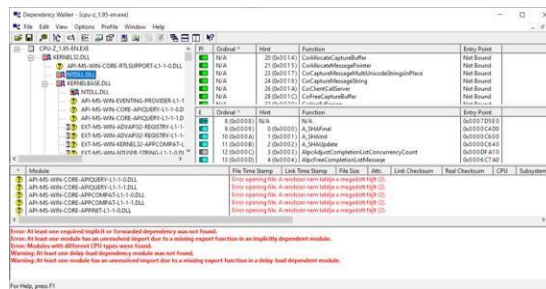 Dependency Walker - [cpu-z_1.95-en.exe]
File Edit View Options Profile Window Help
CPU-Z_1.95-EN.EXE
KERNEL32.DLL
API-MS-WIN-CORE-RTLSUPPORT-L1-1-0.DLL
NTDLL.DLL
KERNELBASE.DLL
NTDLL.DLL
API-MS-WIN-EVENTING-PROVIDER-L1-1
API-MS-WIN-CORE-APIQUERY-L1-1-0.D
API-MS-WIN-CORE-APIQUERY-L1-1-1.D
EXT-MS-WIN-ADVAPI32-REGISTRY-L1-1-
EXT-MS-WIN-ADVAPI32-REGISTRY-L1-1-
EXT-MS-WIN-KERNEL32-APPCOMPAT-L
PI Ordinal ^ Hint Function Entry Point
N/A 20 (0x0014) CsrAllocateCaptureBuffer Not Bound
N/A 21 (0x0015) CsrAllocateMessagePointer Not Bound
N/A 23 (0x0017) CsrCaptureMessageMultiUnicodeStringsInPlace Not Bound
N/A 24 (0x0018) CsrCaptureMessageString Not Bound
N/A 26 (0x001A) CsrClientCallServer Not Bound
N/A 28 (0x001C) CsrFreeCaptureBuffer Not Bound
E Ordinal ^ Hint Function Entry Point
8 (0x0008) N/A N/A
10 (0x000A) 0 (0x0000) A_SHAFinal
10 (0x000A) 1 (0x0001) A_SHAInit
11 (0x000B) 2 (0x0002) A_SHAUpdate
12 (0x000C) 3 (0x0003) AlpcAdjustCompletionListConcurrencyCount
13 (0x000D) 4 (0x0004) AlpcFreeCompletionListMessage
^ Module File Time Stamp Link Time Stamp File Size Attr. Link Checksum Real Checksum CPU Subsystem
API-MS-WIN-CORE-APIQUERY-L1-1-0.DLL Error opening file. A rendszer nem találja a megadott fájlt (2).
API-MS-WIN-CORE-APIQUERY-L1-1-1.DLL Error opening file. A rendszer nem találja a megadott fájlt (2).
API-MS-WIN-CORE-APPCOMPAT-L1-1-0.DLL Error opening file. A rendszer nem találja a megadott fájlt (2).
API-MS-WIN-CORE-APPCOMPAT-L1-1-1.DLL Error opening file. A rendszer nem találja a megadott fájlt (2).
API-MS-WIN-CORE-APPINIT-L1-1-0.DLL Error opening file. A rendszer nem találja a megadott fájlt (2).
Error: At least one required implicit or forwarded dependency was not found.
Error: At least one module has an unresolved import due to a missing export function in an implicitly dependent module.
Error: Modules with different CPU types were found.
Warning: At least one delay-load dependency module was not found.
Warning: At least one module has an unresolved import due to a missing export function in a delay-load dependent module.
For Help, press F1